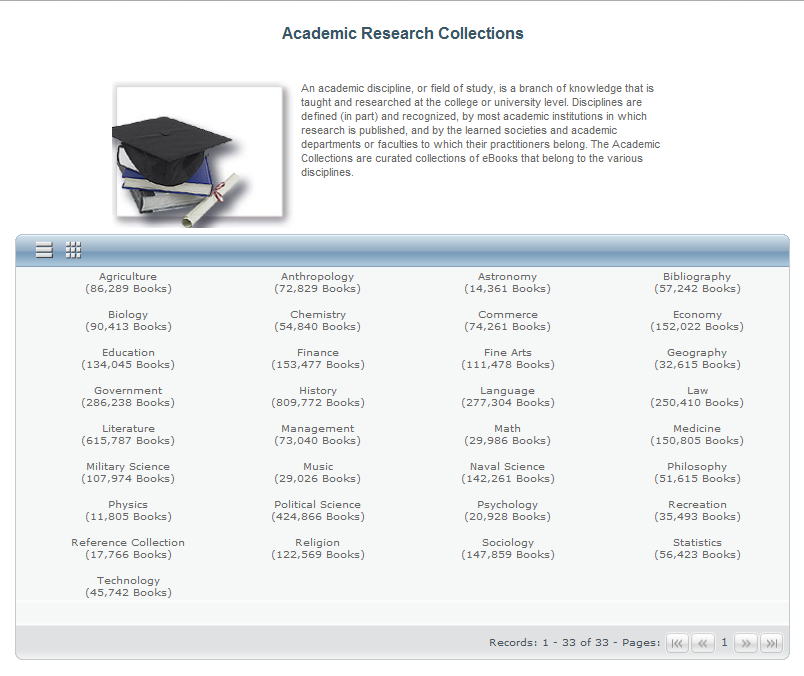 Academic Research Collections
An academic discipline, or field of study, is a branch of knowledge that is
taught and researched at the college or university level. Disciplines are
defined (in part) and recognized, by most academic institutions in which
research is published, and by the learned societies and academic
departments or faculties to which their practitioners belong. The Academic
Collections are curated collections of eBooks that belong to the various
disciplines.
Agriculture Anthropology Astronomy Bibliography
(86,289 Books) (72,829 Books) (14,361 Books) (57,242 Books)
Biology Chemistry Commerce Economy
(90,413 Books) (54,840 Books) (74,261 Books) (152,022 Books)
Education Finance Fine Arts Geography
(134,045 Books) (153,477 Books) (111,478 Books) (32,615 Books)
Government History Language Law
(286,238 Books) (809,772 Books) (277,304 Books) (250,410 Books)
Literature Management Math Medicine
(615,787 Books) (73,040 Books) (29,986 Books) (150,805 Books)
Military Science Music Naval Science Philosophy
(107,974 Books) (29,026 Books) (142,261 Books) (51,615 Books)
Physics Political Science Psychology Recreation
(11,805 Books) (424,866 Books) (20,928 Books) (35,493 Books)
Reference Collection Religion Sociology Statistics
(17,766 Books) (122,569 Books) (147,859 Books) (56,423 Books)
Technology
(45,742 Books)
Records: 1 - 33 of 33 - Pages: 1